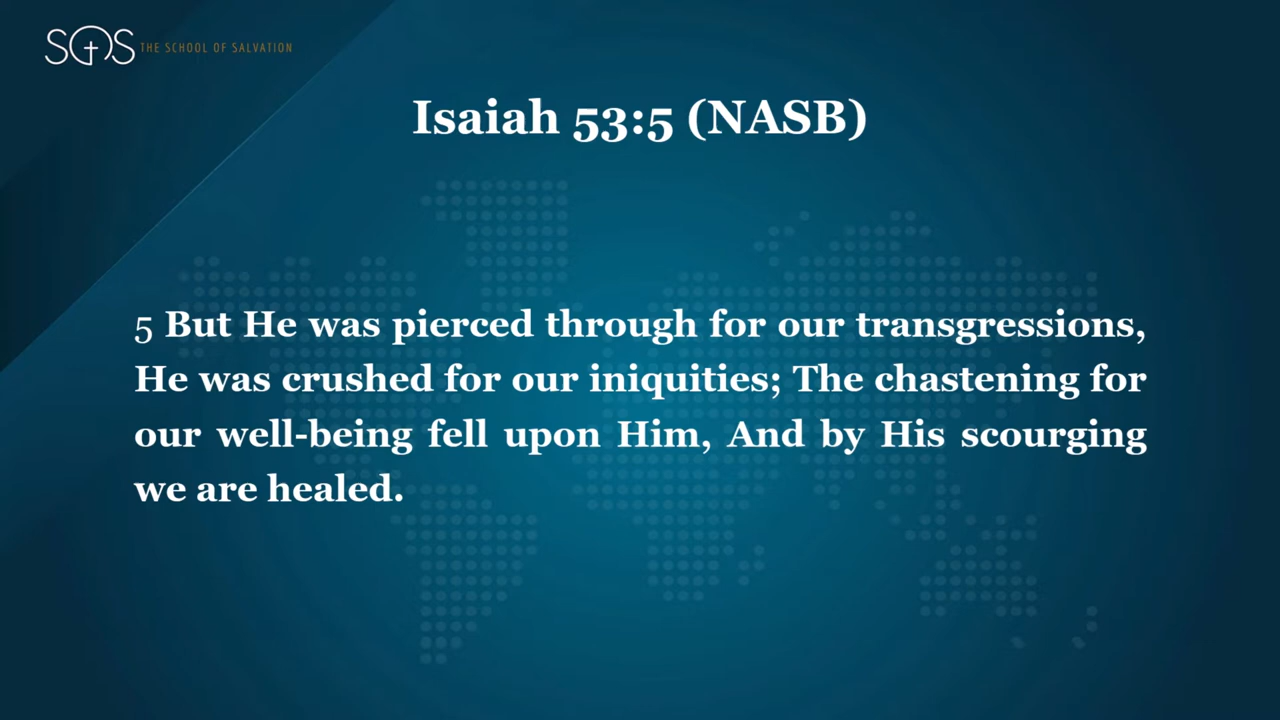 SOS THE SCHOOL OF SALVATION
Isaiah 53:5 (NASB)
5 But He was pierced through for our transgressions,
He was crushed for our iniquities; The chastening for
our well-being fell upon Him, And by His scourging
we are healed.